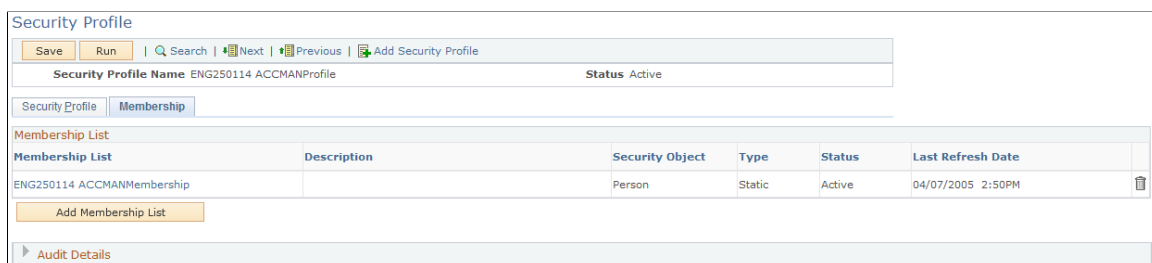 Security Profile
Save Run | Search | Next | Previous | Add Security Profile
Security Profile Name ENG250114 ACCMANProfile Status Active
Security Profile Membership
Membership List
Membership List Description Security Object Type Status Last Refresh Date
ENG250114 ACCMANMembership Person Static Active 04/07/2005 2:50PM
Add Membership List
Audit Details